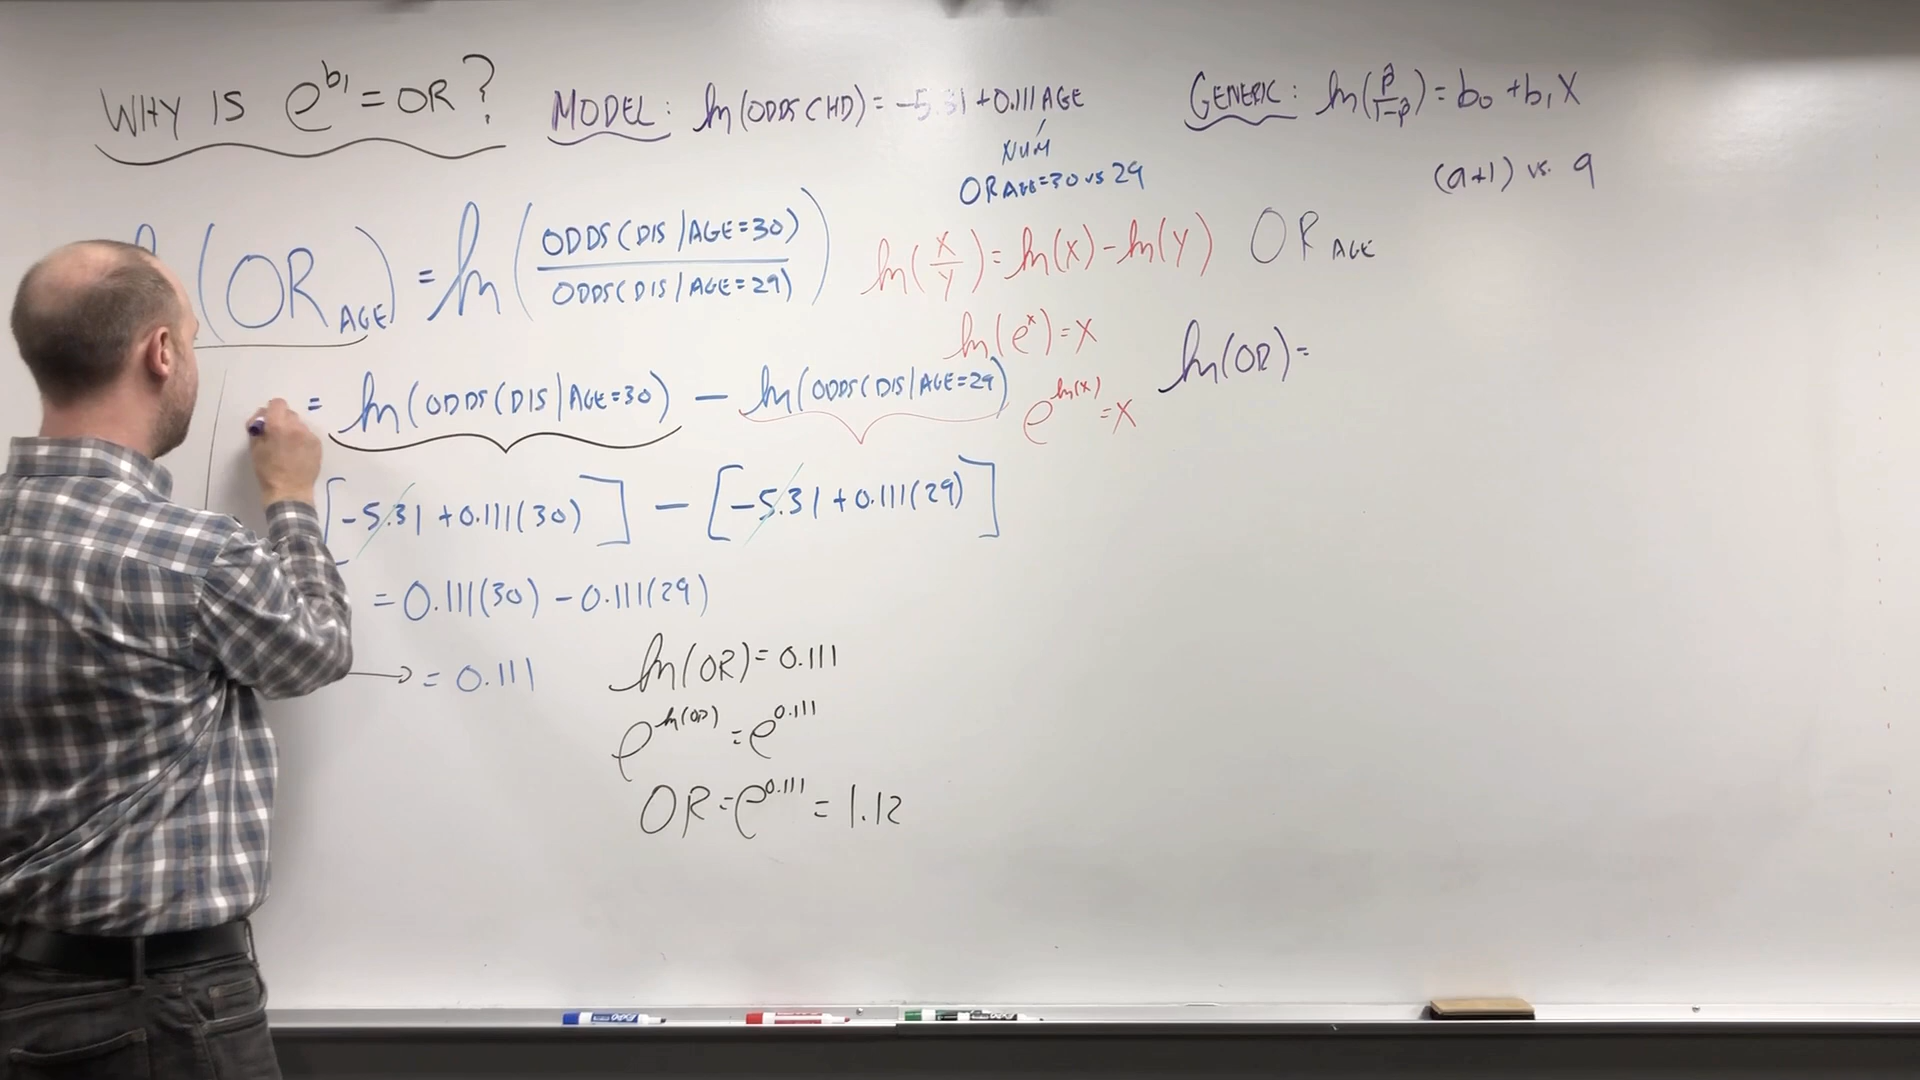 WHY IS e^b₁ = OR?
MODEL: ln(ODDS CHD) = -5.31 + 0.111 AGE
NUM
OR AGE=30 vs 29
GENERIC: ln(p̂/1-p̂) = b₀ + b₁X
(a+1) vs. a
ln(OR AGE) = ln(ODDS(DIS|AGE=30)/ODDS(DIS|AGE=29))
= ln(ODDS(DIS|AGE=30) - ln(ODDS(DIS|AGE=29)
[-5.31 + 0.111(30)] - [-5.31 + 0.111(29)]
= 0.111(30) - 0.111(29)
→ = 0.111
ln(OR) = 0.111
e^ln(OR) = e^0.111
OR = e^0.111 = 1.12
ln(X/Y) = ln(X) - ln(Y)
ln(e^x) = X
e^ln(x) = X
OR AGE
ln(OR) =